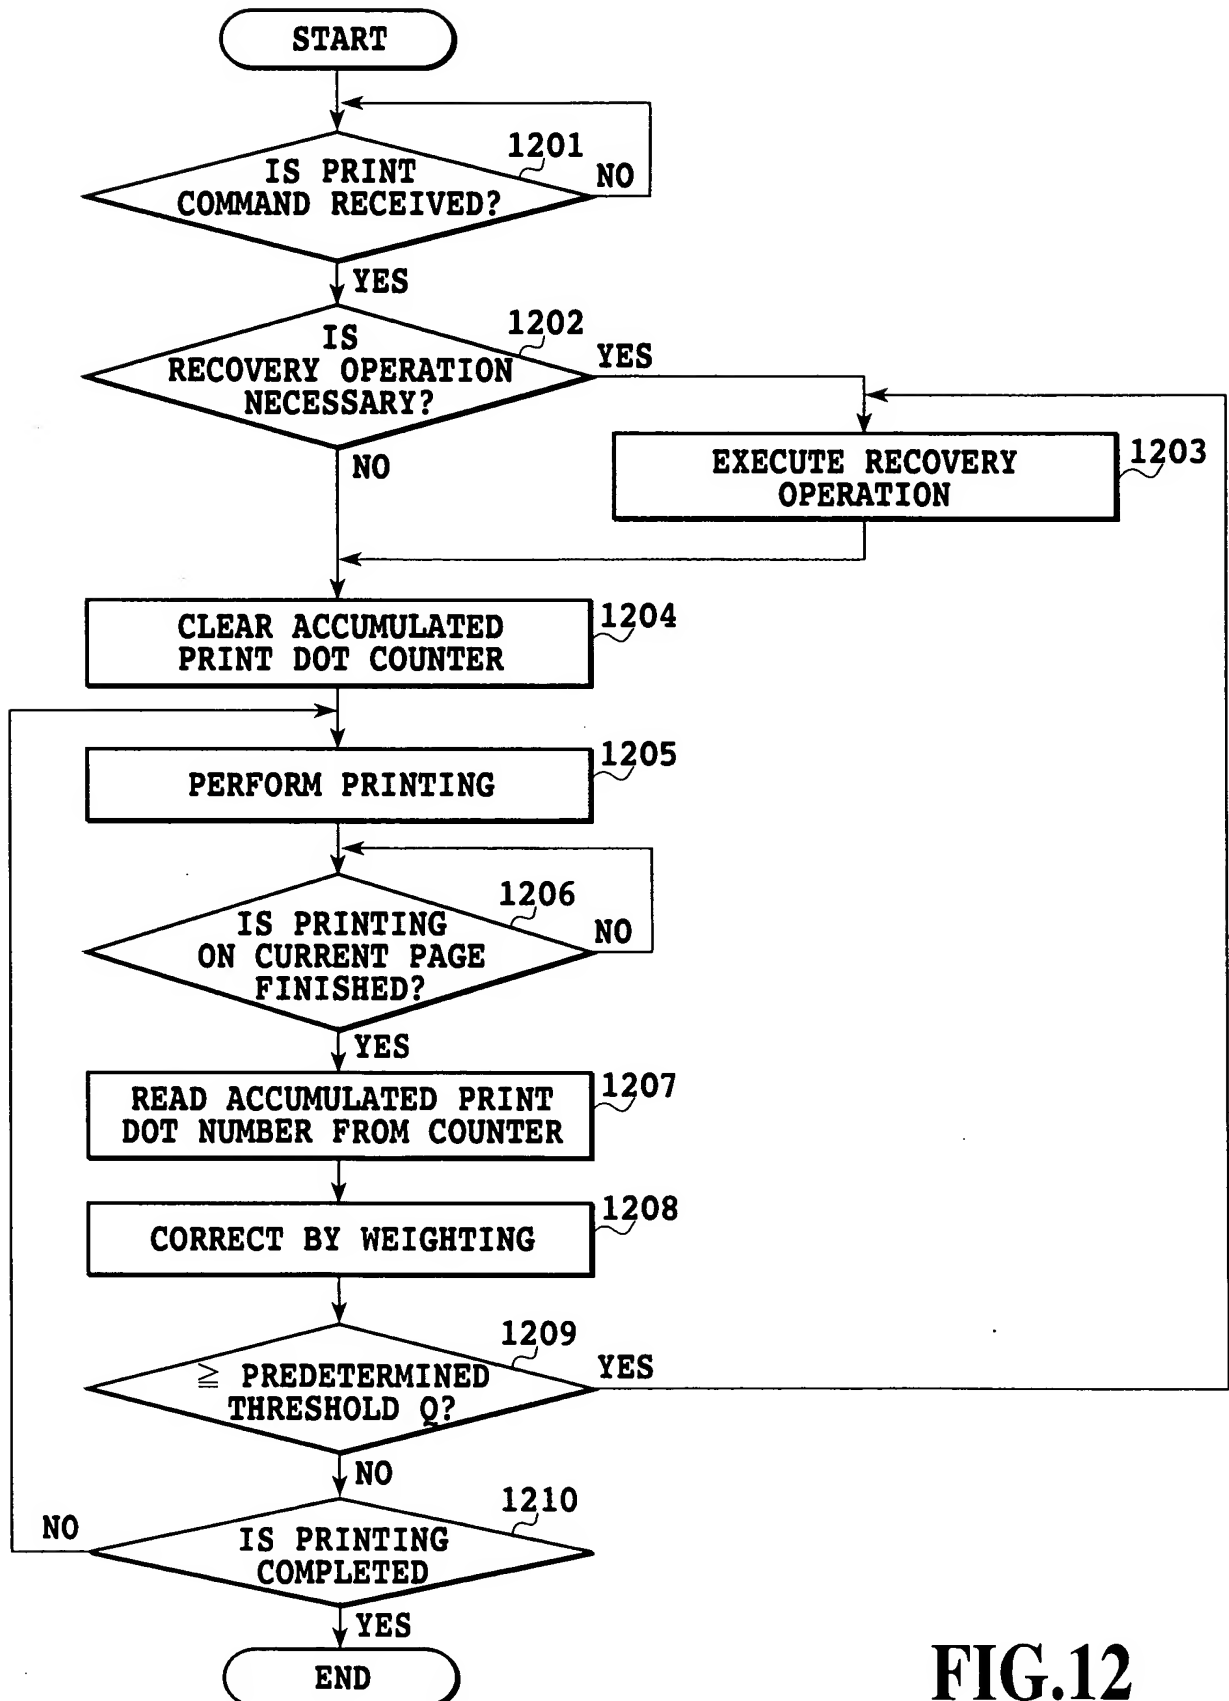 START
1201
IS PRINT
COMMAND RECEIVED?
NO
YES
1202
IS
RECOVERY OPERATION
NECESSARY?
YES
NO
1203
EXECUTE RECOVERY
OPERATION
1204
CLEAR ACCUMULATED
PRINT DOT COUNTER
1205
PERFORM PRINTING
1206
IS PRINTING
ON CURRENT PAGE
FINISHED?
NO
YES
1207
READ ACCUMULATED PRINT
DOT NUMBER FROM COUNTER
1208
CORRECT BY WEIGHTING
1209
≧ PREDETERMINED
THRESHOLD Q?
YES
NO
1210
IS PRINTING
COMPLETED
NO
YES
END
FIG.12